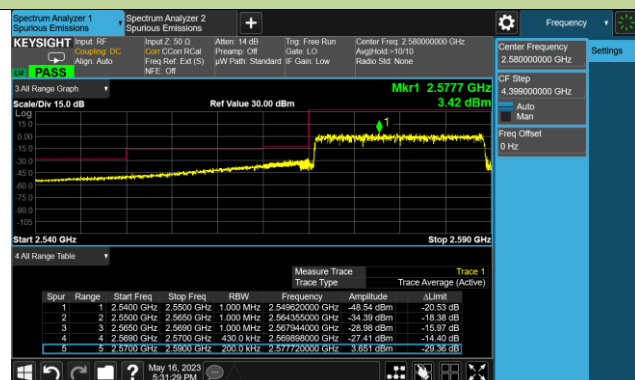 Spectrum Analyzer 1
Spurious Emissions
Spectrum Analyzer 2
Spurious Emissions
+
Frequency
KEYSIGHT
Input: RF
Coupling: DC
Align: Auto
Input Z: 50 Ω
Corr CCorr RCal
Freq Ref: Ext (S)
NFE: Off
Atten: 14 dB
Preamp: Off
µW Path: Standard
Trig: Free Run
Gate: LO
IF Gain: Low
Center Freq: 2.580000000 GHz
Avg|Hold:>10/10
Radio Std: None
PASS
Center Frequency
2.580000000 GHz
Settings
CF Step
4.399000000 GHz
Auto
Man
Freq Offset
0 Hz
3 All Range Graph
Mkr1 2.5777 GHz
Scale/Div 15.0 dB
Ref Value 30.00 dBm
3.42 dBm
Log
15.0
0.00
-15.0
-30.0
-45.0
-60.0
-75.0
-90.0
-105
1
Start 2.540 GHz
Stop 2.590 GHz
4 All Range Table
Measure Trace Trace 1
Trace Type Trace Average (Active)
Spur Range Start Freq Stop Freq RBW Frequency Amplitude ΔLimit
1 1 2.5400 GHz 2.5500 GHz 1.000 MHz 2.549620000 GHz -48.54 dBm -20.53 dB
2 2 2.5500 GHz 2.5650 GHz 1.000 MHz 2.564355000 GHz -34.39 dBm -18.38 dB
3 3 2.5650 GHz 2.5690 GHz 1.000 MHz 2.567944000 GHz -28.98 dBm -15.97 dB
4 4 2.5690 GHz 2.5700 GHz 430.0 kHz 2.569898000 GHz -27.41 dBm -14.40 dB
5 5 2.5700 GHz 2.5900 GHz 200.0 kHz 2.577720000 GHz 3.651 dBm -29.36 dB
?
May 16, 2023
5:31:29 PM